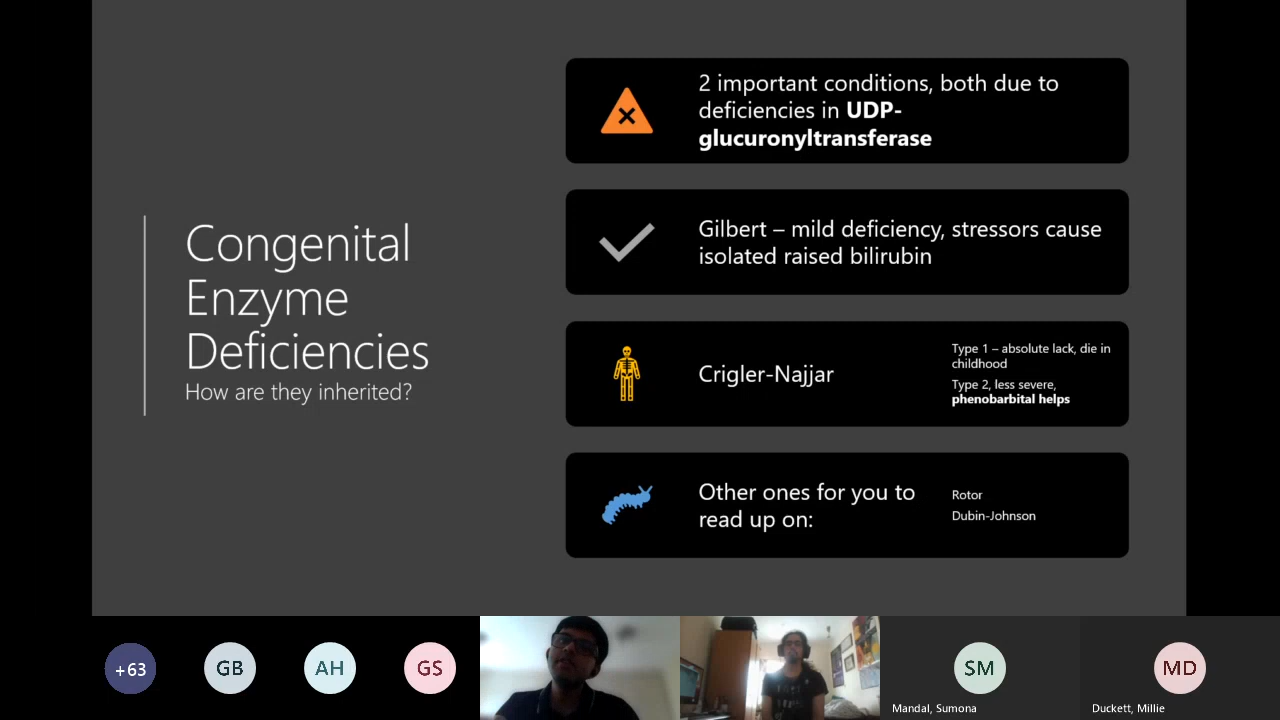 Congenital
Enzyme
Deficiencies
How are they inherited?
2 important conditions, both due to
deficiencies in UDP-
glucuronyltransferase
Gilbert – mild deficiency, stressors cause
isolated raised bilirubin
Crigler-Najjar
Type 1 – absolute lack, die in
childhood
Type 2, less severe,
phenobarbital helps
Other ones for you to
read up on:
Rotor
Dubin-Johnson
+63
GB
AH
GS
SM
Mandal, Sumona
MD
Duckett, Millie